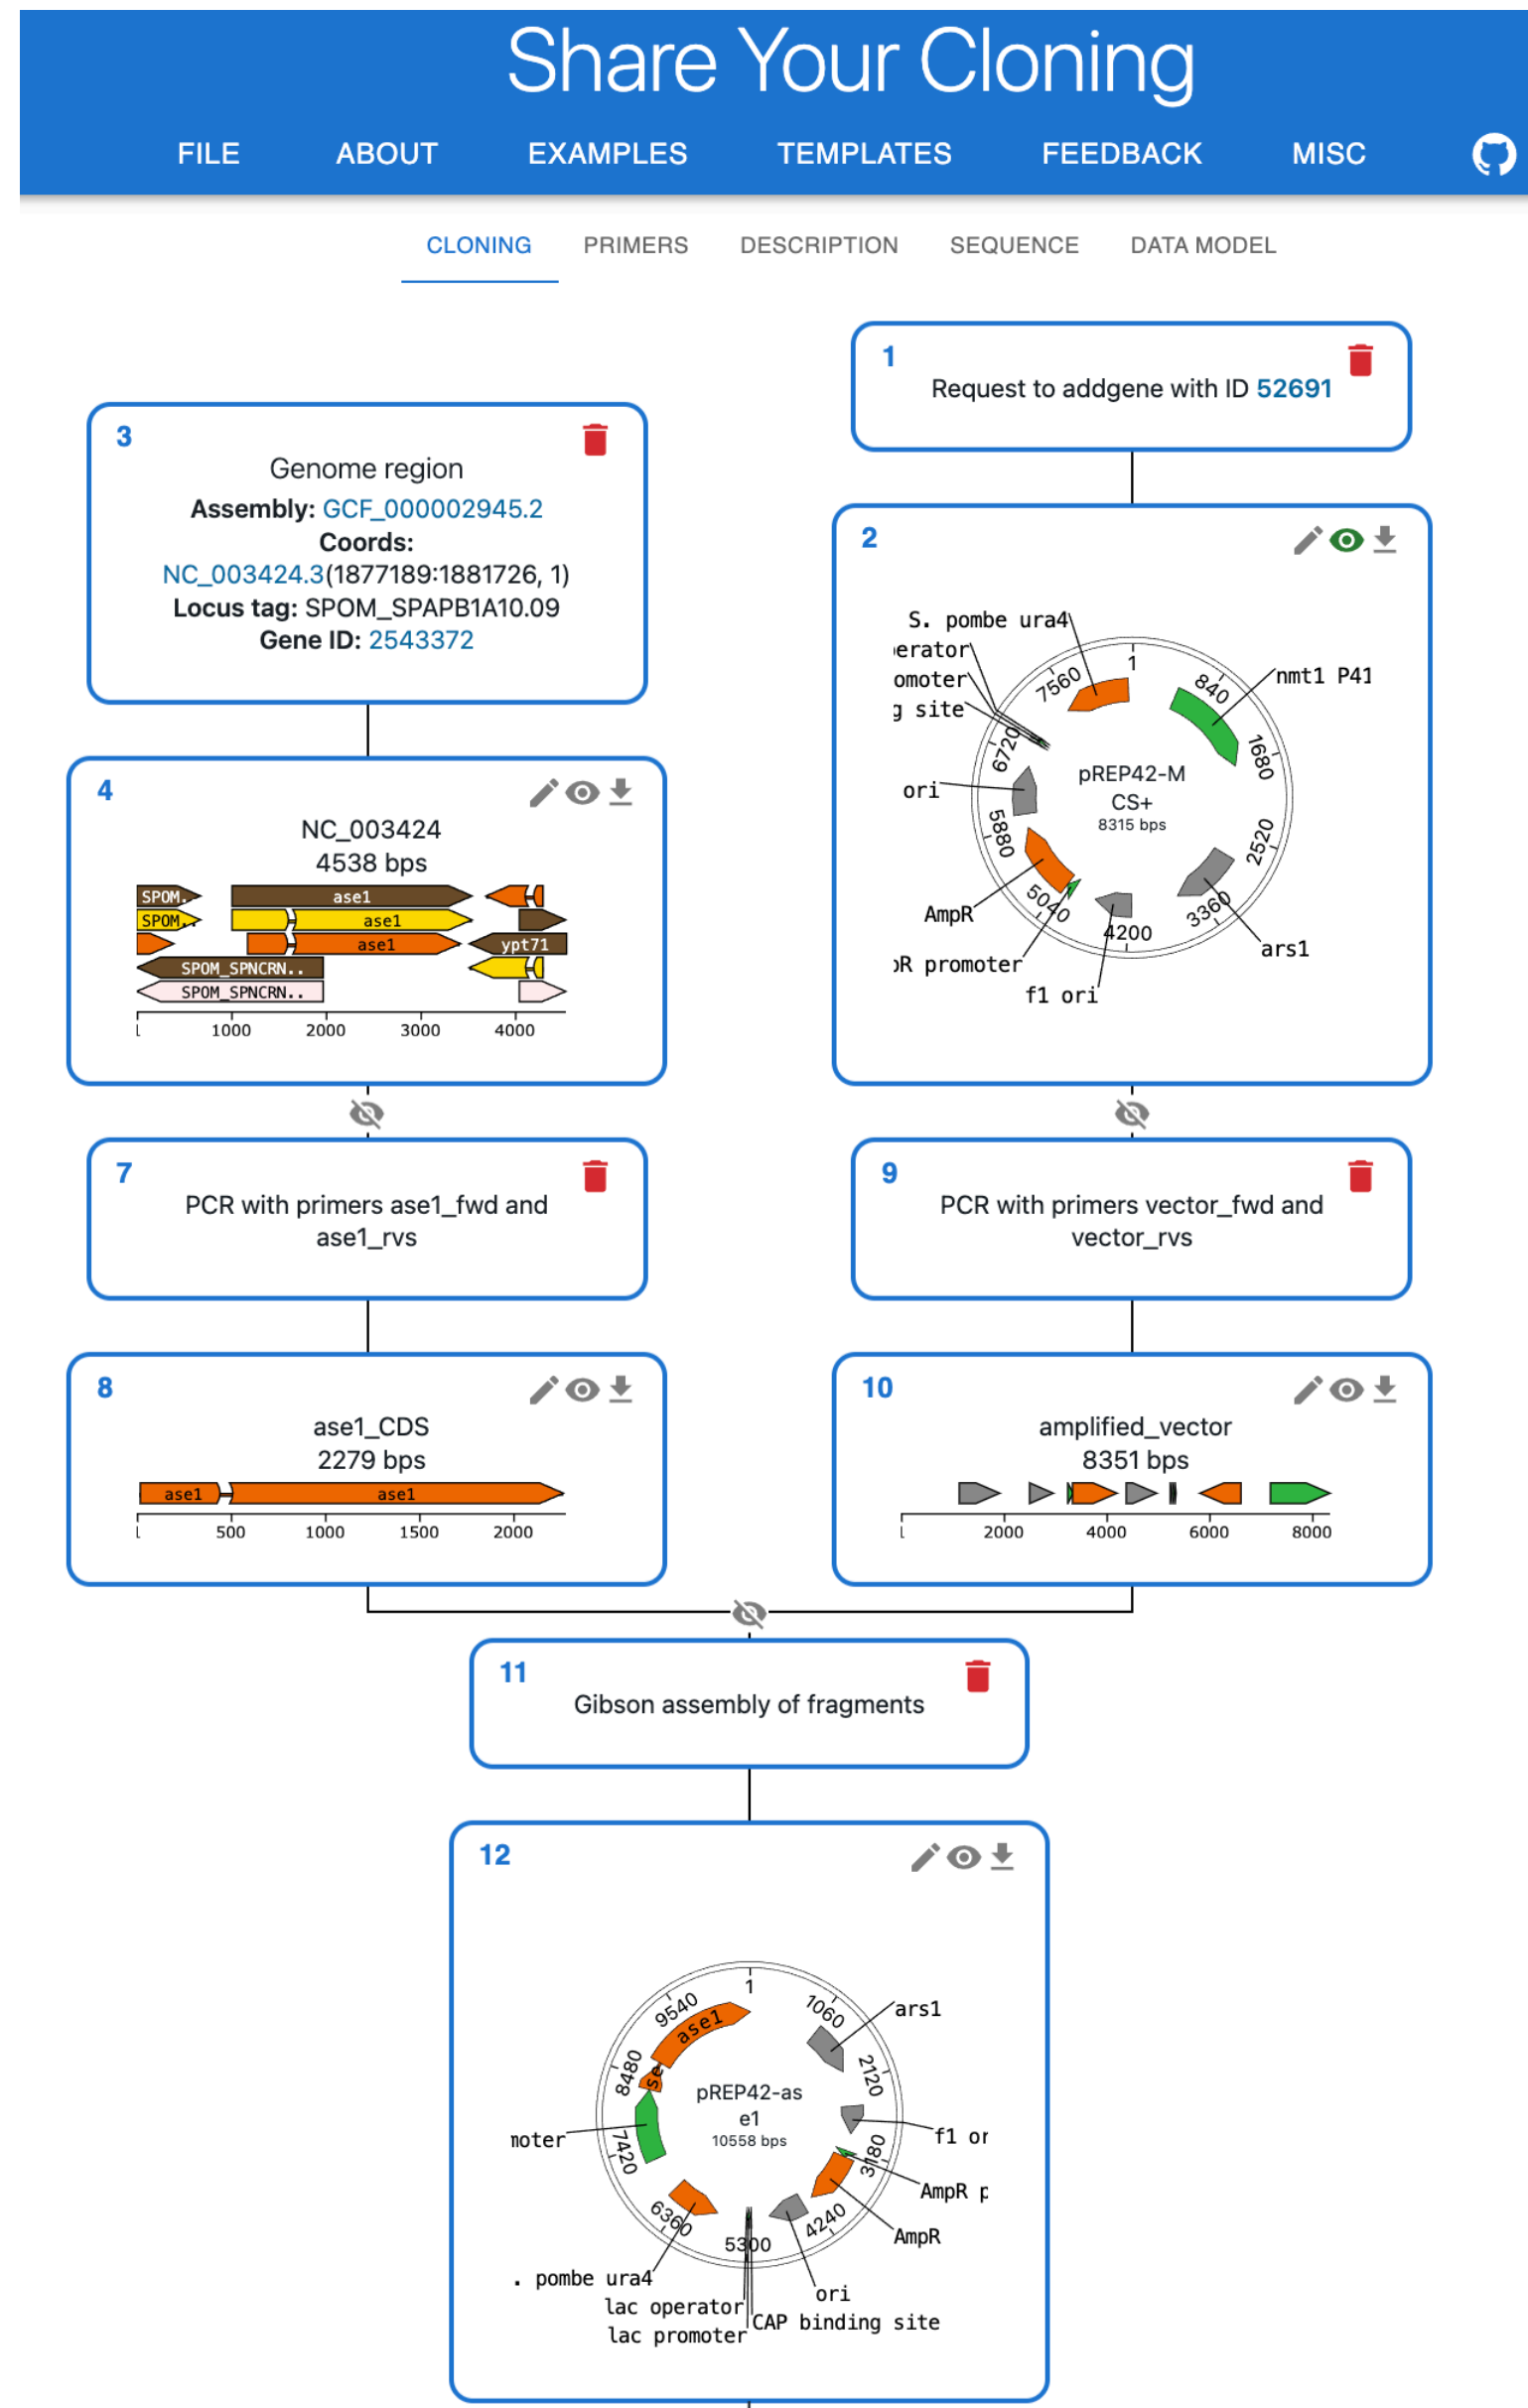 Share Your Cloning
FILE ABOUT EXAMPLES TEMPLATES FEEDBACK MISC
CLONING PRIMERS DESCRIPTION SEQUENCE DATA MODEL
1
Request to addgene with ID 52691
3
Genome region
Assembly: GCF_000002945.2
Coords:
NC_003424.3(1877189:1881726, 1)
Locus tag: SPOM_SPAPB1A10.09
Gene ID: 2543372
2
S. pombe ura4
erator
omoter
g site
ori
AmpR
R promoter
f1 ori
ars1
nmt1 P41
1
840
1680
2520
3360
4200
5040
5880
6720
7560
pREP42-M
CS+
8315 bps
4
NC_003424
4538 bps
SPOM..
ase1
SPOM..
ase1
ase1
ypt71
SPOM_SPNCRN..
SPOM_SPNCRN..
1000 2000 3000 4000
7
PCR with primers ase1_fwd and
ase1_rvs
9
PCR with primers vector_fwd and
vector_rvs
8
ase1_CDS
2279 bps
ase1 ase1
500 1000 1500 2000
10
amplified_vector
8351 bps
2000 4000 6000 8000
11
Gibson assembly of fragments
12
1
1060
2120
3180
4240
5300
6360
7420
8480
9540
ase1
se
ars1
f1 or
AmpR p
AmpR
ori
CAP binding site
lac promoter
lac operator
. pombe ura4
moter
pREP42-as
e1
10558 bps